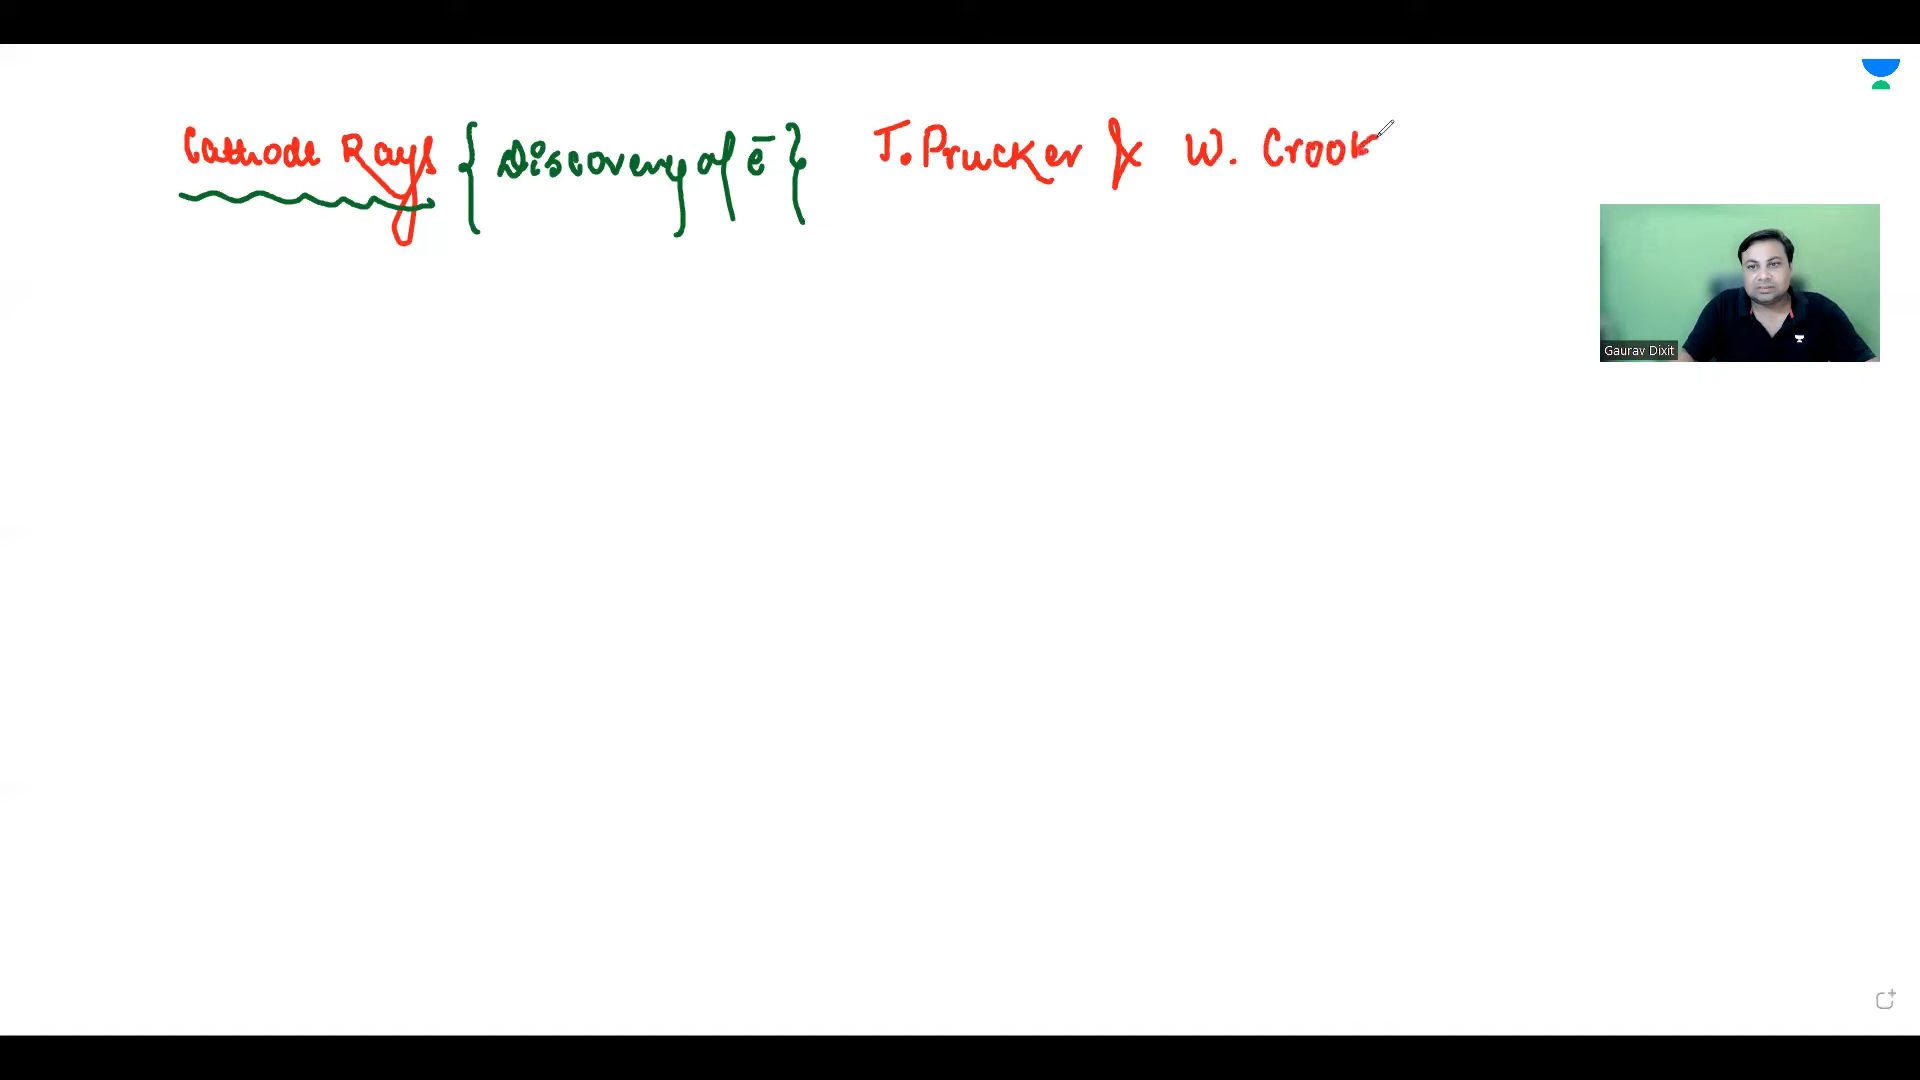 Cathode Rays { Discovery of e̅ } J. Prucker & W. Crook
Gaurav Dixit